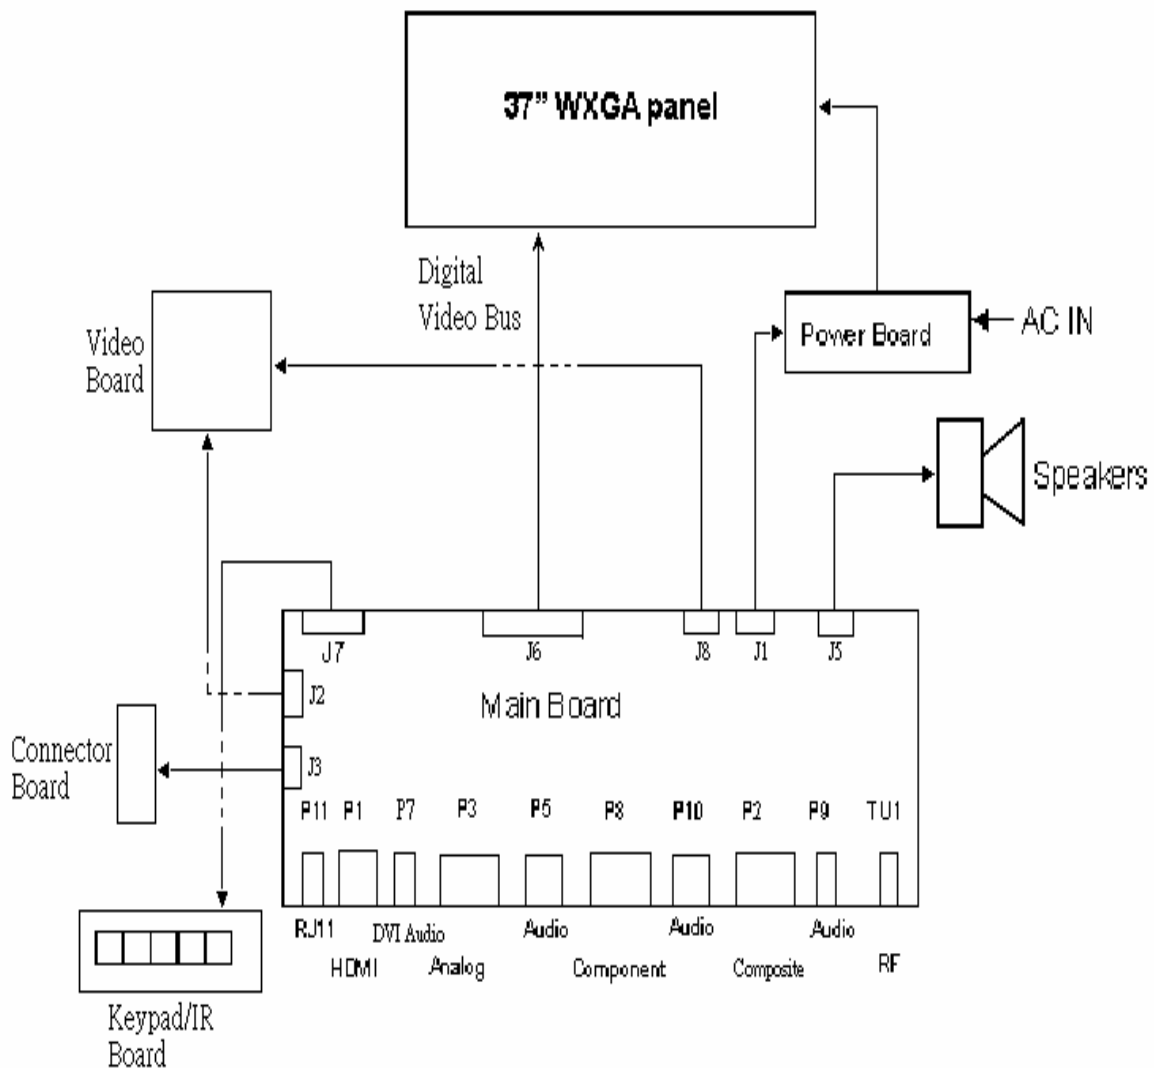 37” WXGA panel
Digital
Video Bus
Video
Board
Power Board
AC IN
Speakers
J7
J6
J8
J1
J5
J2
Main Board
Connector
Board
J3
P11 P1 P7 P3 P5 P8 P10 P2 P9 TU1
RJ11
DVI Audio
Audio
Audio
Audio
HDMI
Analog
Component
Composite
RF
Keypad/IR
Board